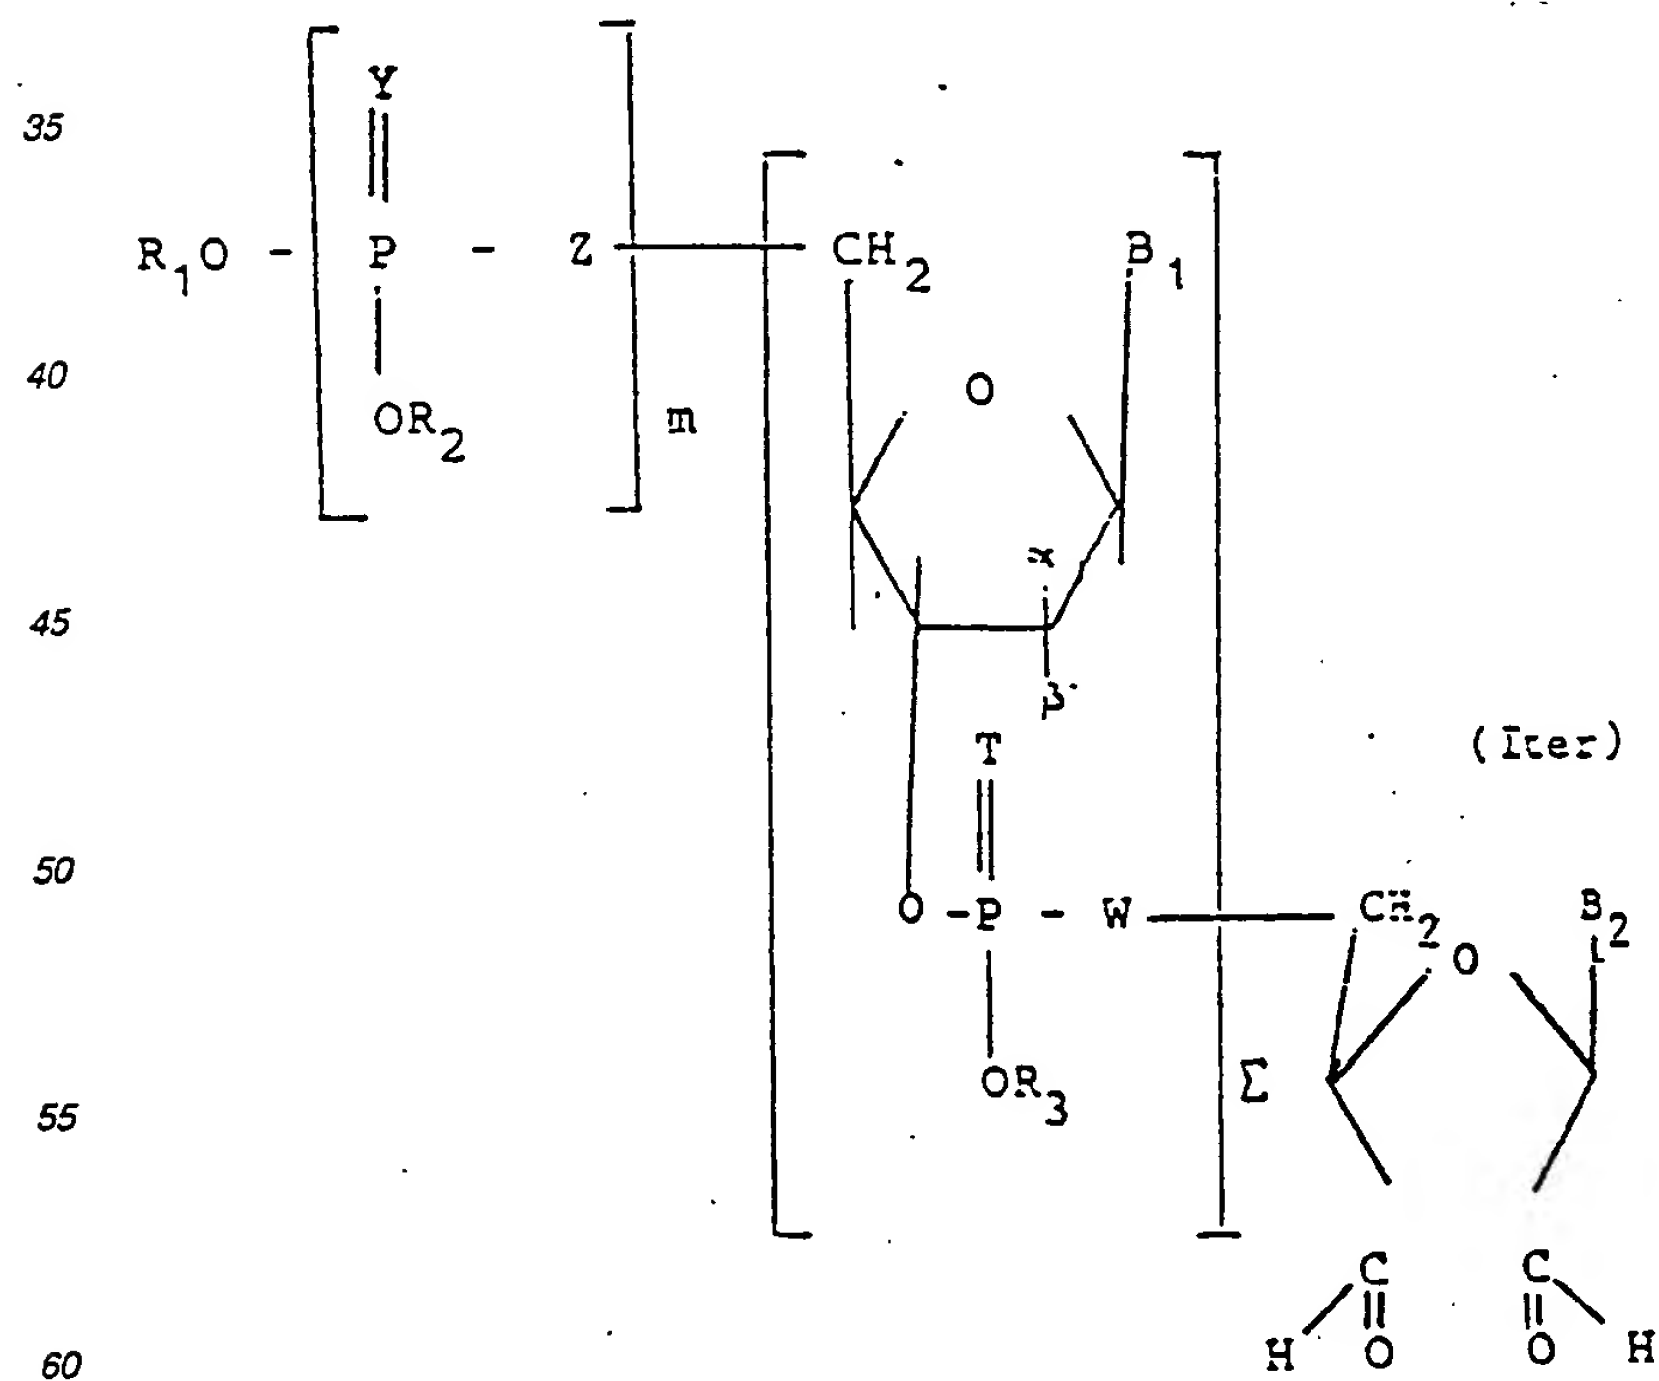 Y
35
R1O - P - Z CH2 B1
40
O
OR2 m
α
45
β
T
(Iter)
50
O -P - W CH2 O B2
OR3 Σ
55
C C
H O O H
60